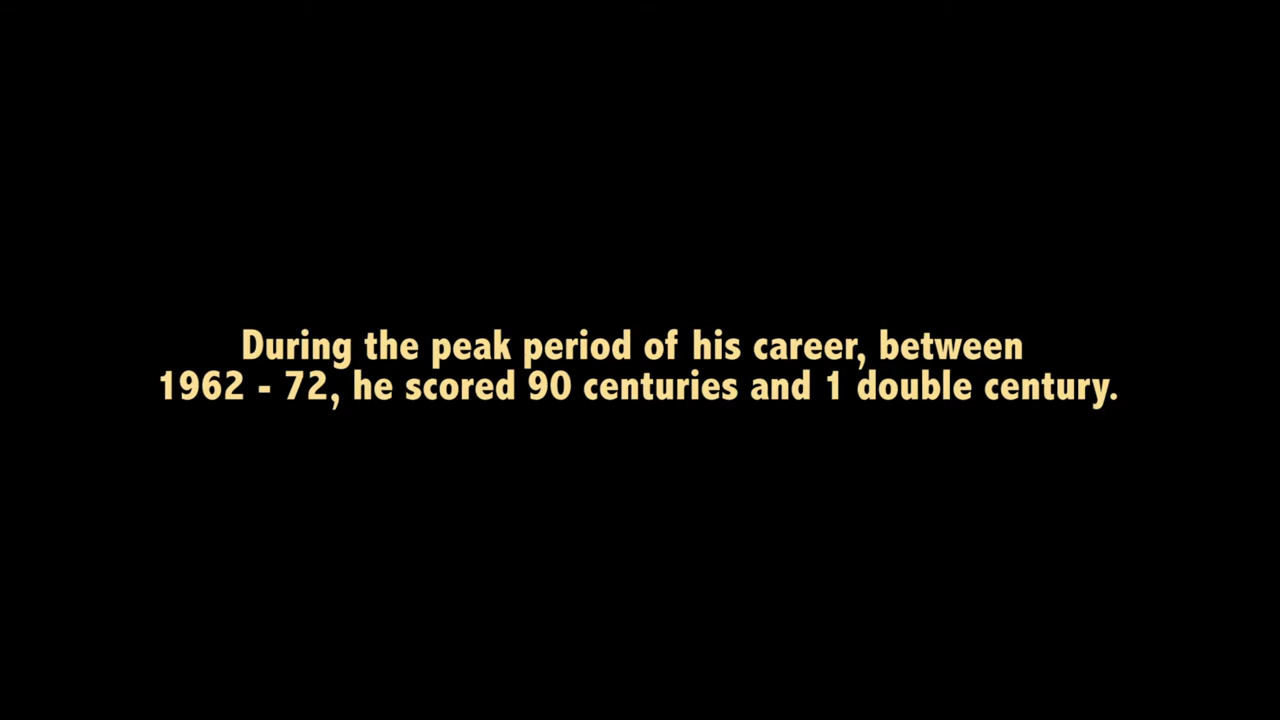 During the peak period of his career, between
1962 - 72, he scored 90 centuries and 1 double century.